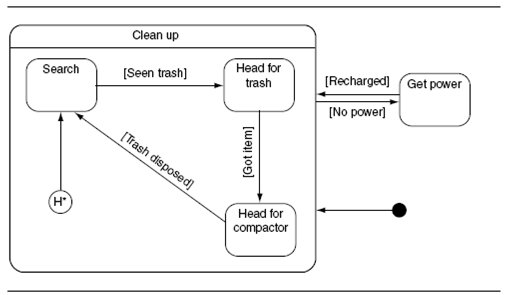 Clean up
Search
[Seen trash]
Head for
trash
[Recharged]
Get power
[No power]
[Trash disposed]
[Got item]
H*
Head for
compactor